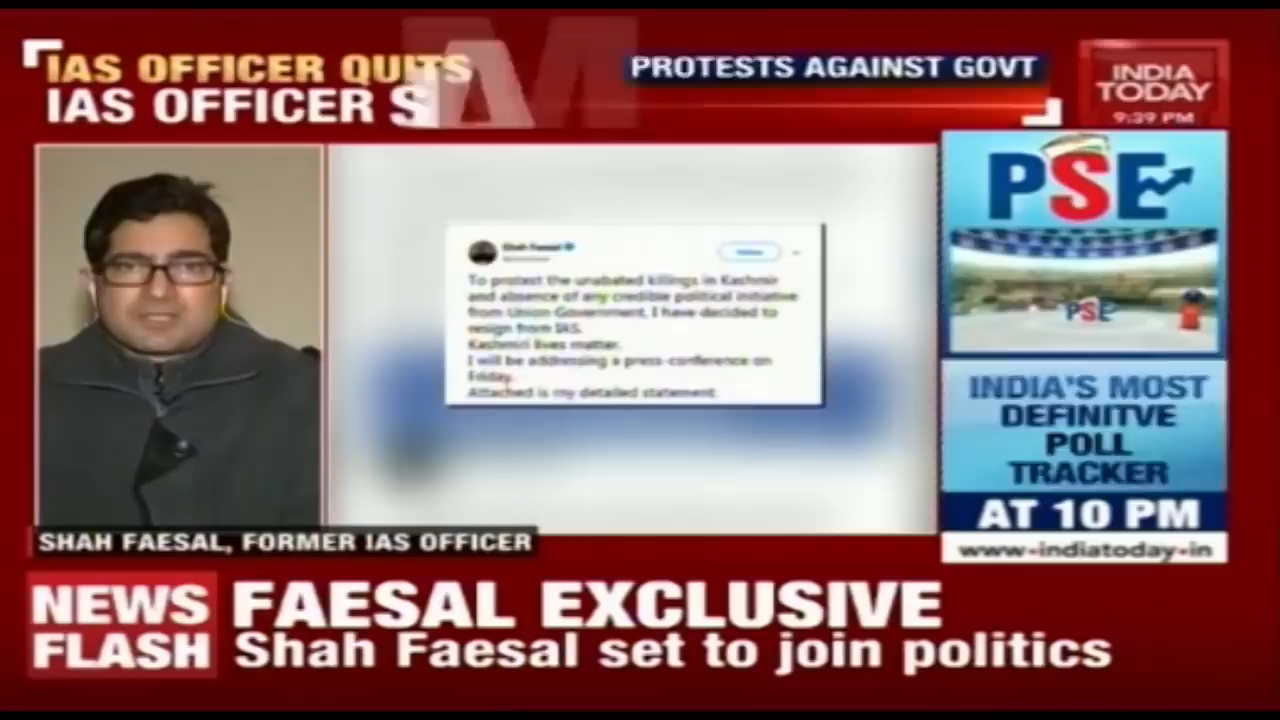 IAS OFFICER QUITS
IAS OFFICER S
PROTESTS AGAINST GOVT
INDIA
TODAY
9:39 PM
PSE
PSE
INDIA'S MOST
DEFINITVE
POLL
TRACKER
AT 10 PM
www.indiatoday.in
Shah Faesal
Follow
To protest the unabated killings in Kashmir
and absence of any credible political initiative
from Union Government, I have decided to
resign from IAS.
Kashmiri lives matter.
I will be addressing a press-conference on
Friday.
Attached is my detailed statement
SHAH FAESAL, FORMER IAS OFFICER
NEWS
FLASH
FAESAL EXCLUSIVE
Shah Faesal set to join politics